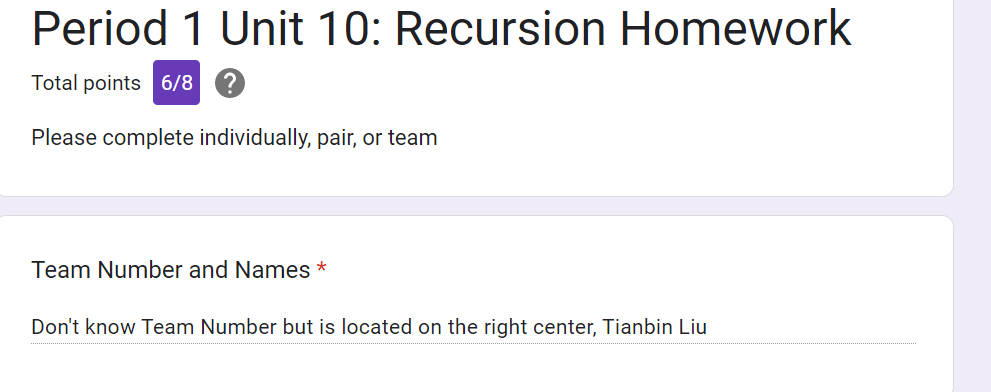 Period 1 Unit 10: Recursion Homework
Total points 6/8 ?
Please complete individually, pair, or team
Team Number and Names *
Don't know Team Number but is located on the right center, Tianbin Liu